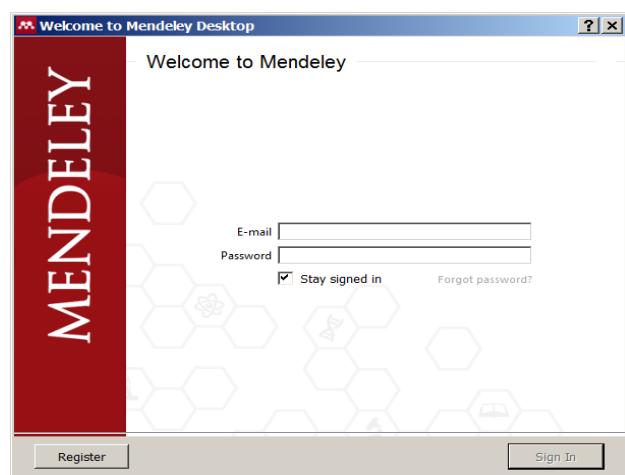 Welcome to Mendeley Desktop
Welcome to Mendeley
MENDELEY
E-mail
Password
Stay signed in
Forgot password?
Register
Sign In